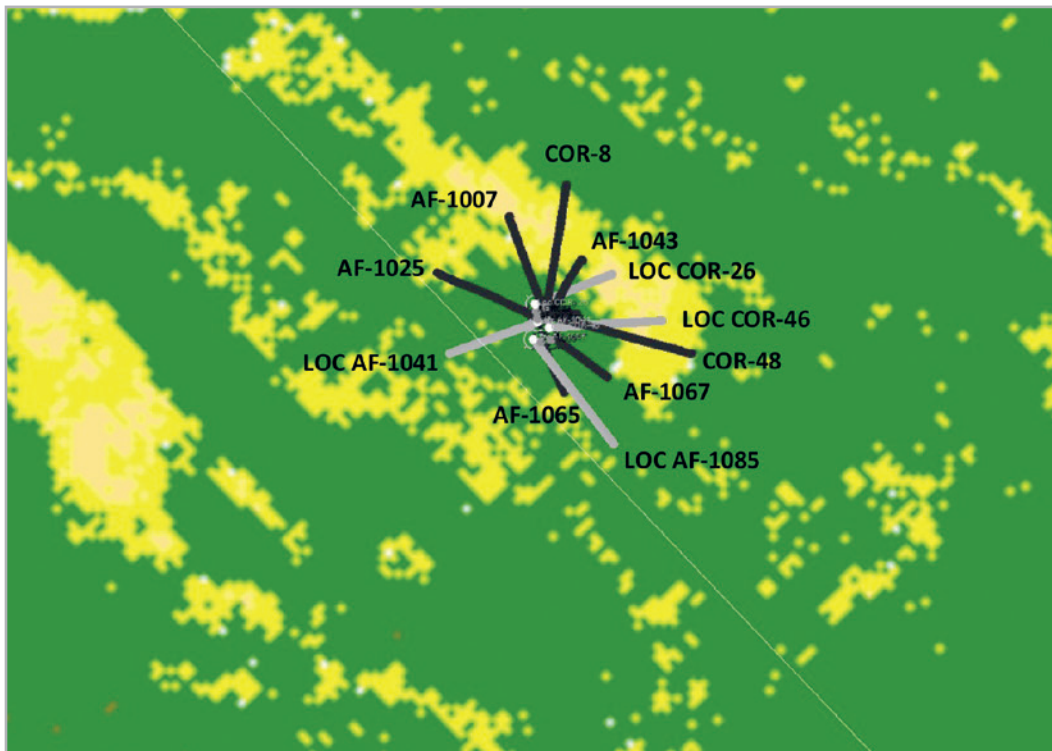 COR-8
AF-1007
AF-1043
AF-1025
LOC COR-26
LOC COR-46
LOC AF-1041
COR-48
AF-1067
AF-1065
LOC AF-1085